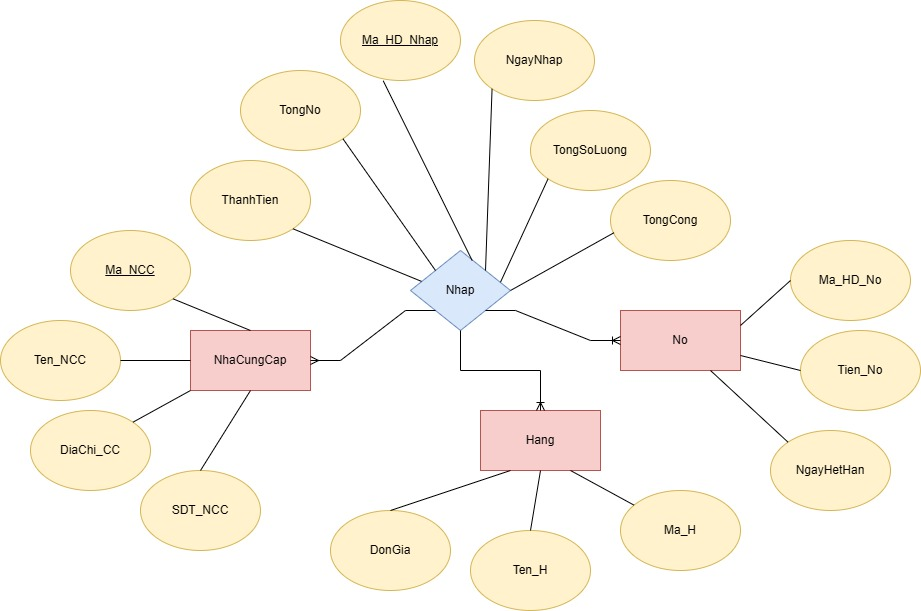 Ma_HD_Nhap
NgayNhap
TongNo
TongSoLuong
ThanhTien
TongCong
Ma_NCC
Ma_HD_No
Nhap
Ten_NCC
NhaCungCap
No
Tien_No
DiaChi_CC
Hang
NgayHetHan
SDT_NCC
Ma_H
DonGia
Ten_H